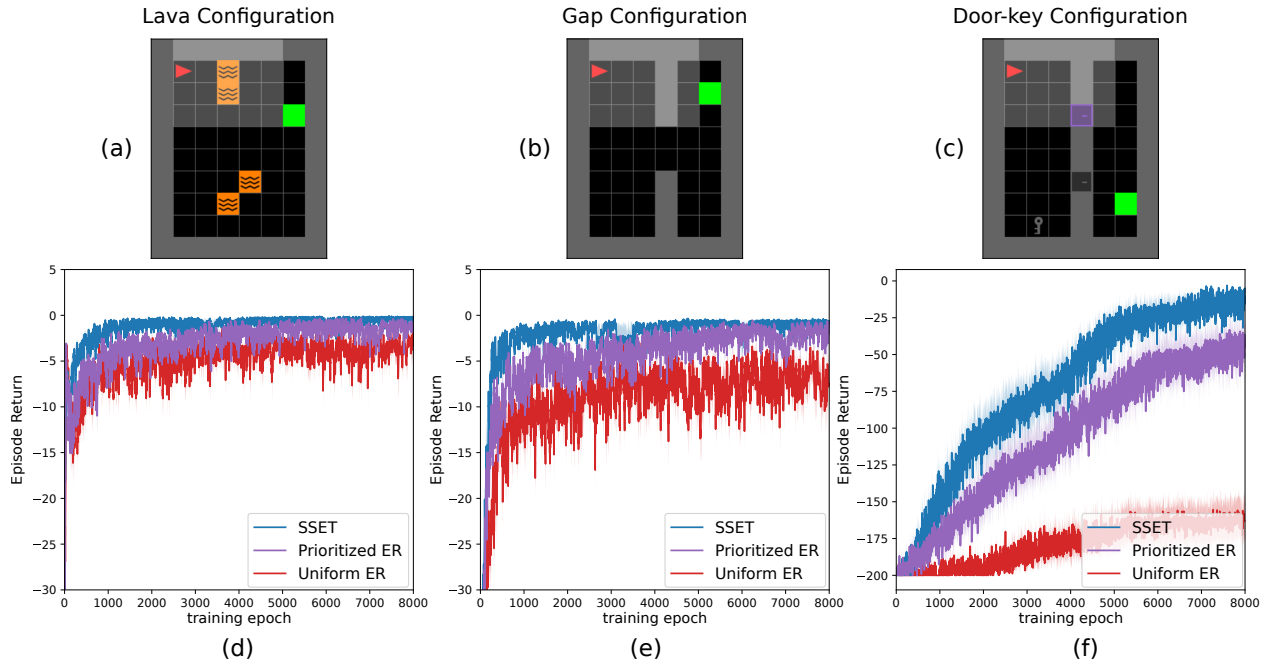 Lava Configuration
Gap Configuration
Door-key Configuration
(a)
(b)
(c)
5
0
−5
−10
−15
−20
−25
−30
Episode Return
0 1000 2000 3000 4000 5000 6000 7000 8000
training epoch
SSET
Prioritized ER
Uniform ER
(d)
5
0
−5
−10
−15
−20
−25
−30
Episode Return
0 1000 2000 3000 4000 5000 6000 7000 8000
training epoch
SSET
Prioritized ER
Uniform ER
(e)
0
−25
−50
−75
−100
−125
−150
−175
−200
Episode Return
0 1000 2000 3000 4000 5000 6000 7000 8000
training epoch
SSET
Prioritized ER
Uniform ER
(f)